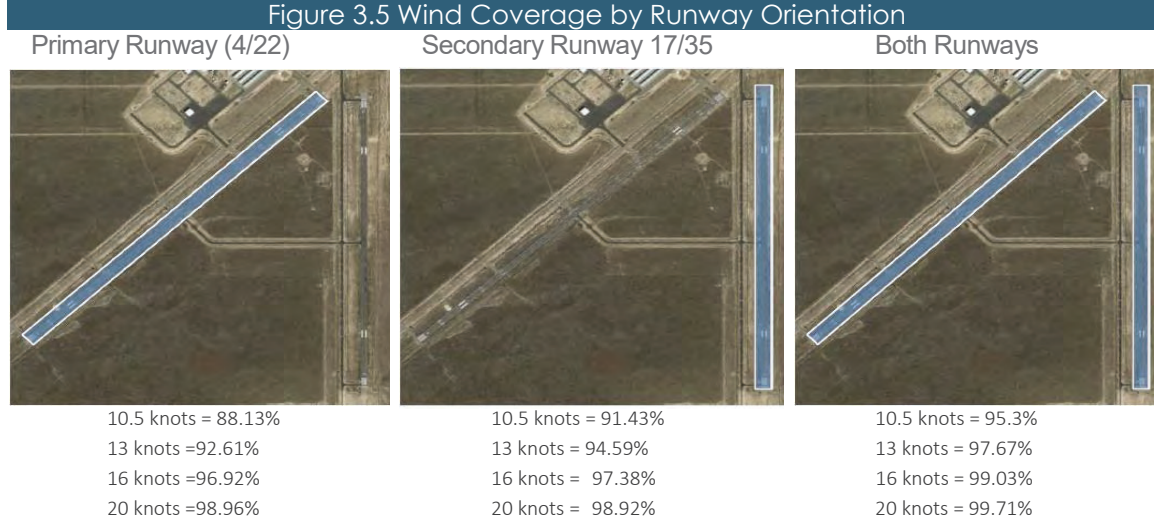 Figure 3.5 Wind Coverage by Runway Orientation
Primary Runway (4/22)
Secondary Runway 17/35
Both Runways
10.5 knots = 88.13%
13 knots =92.61%
16 knots =96.92%
20 knots =98.96%
10.5 knots = 91.43%
13 knots = 94.59%
16 knots = 97.38%
20 knots = 98.92%
10.5 knots = 95.3%
13 knots = 97.67%
16 knots = 99.03%
20 knots = 99.71%